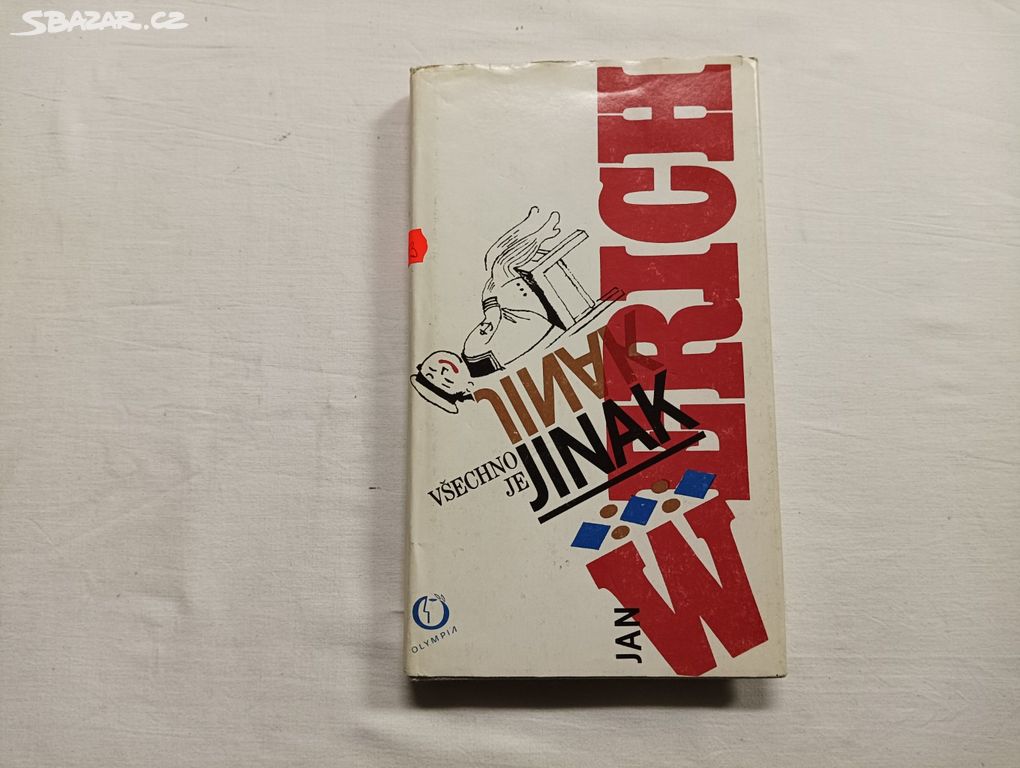 SBAZAR.CZ
JAN
WERICH
VŠECHNO
JE
JINAK
JINAK
OLYMPIA